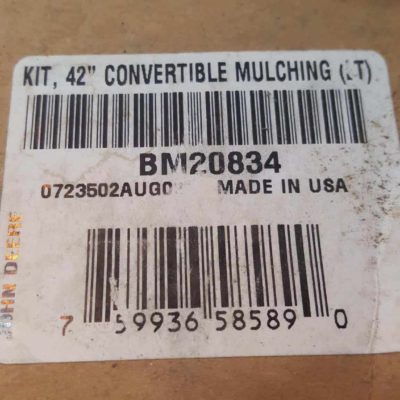 KIT, 42" CONVERTIBLE MULCHING
BM20834
MADE IN USA
JOHN DEERE
7 59936 58589 0